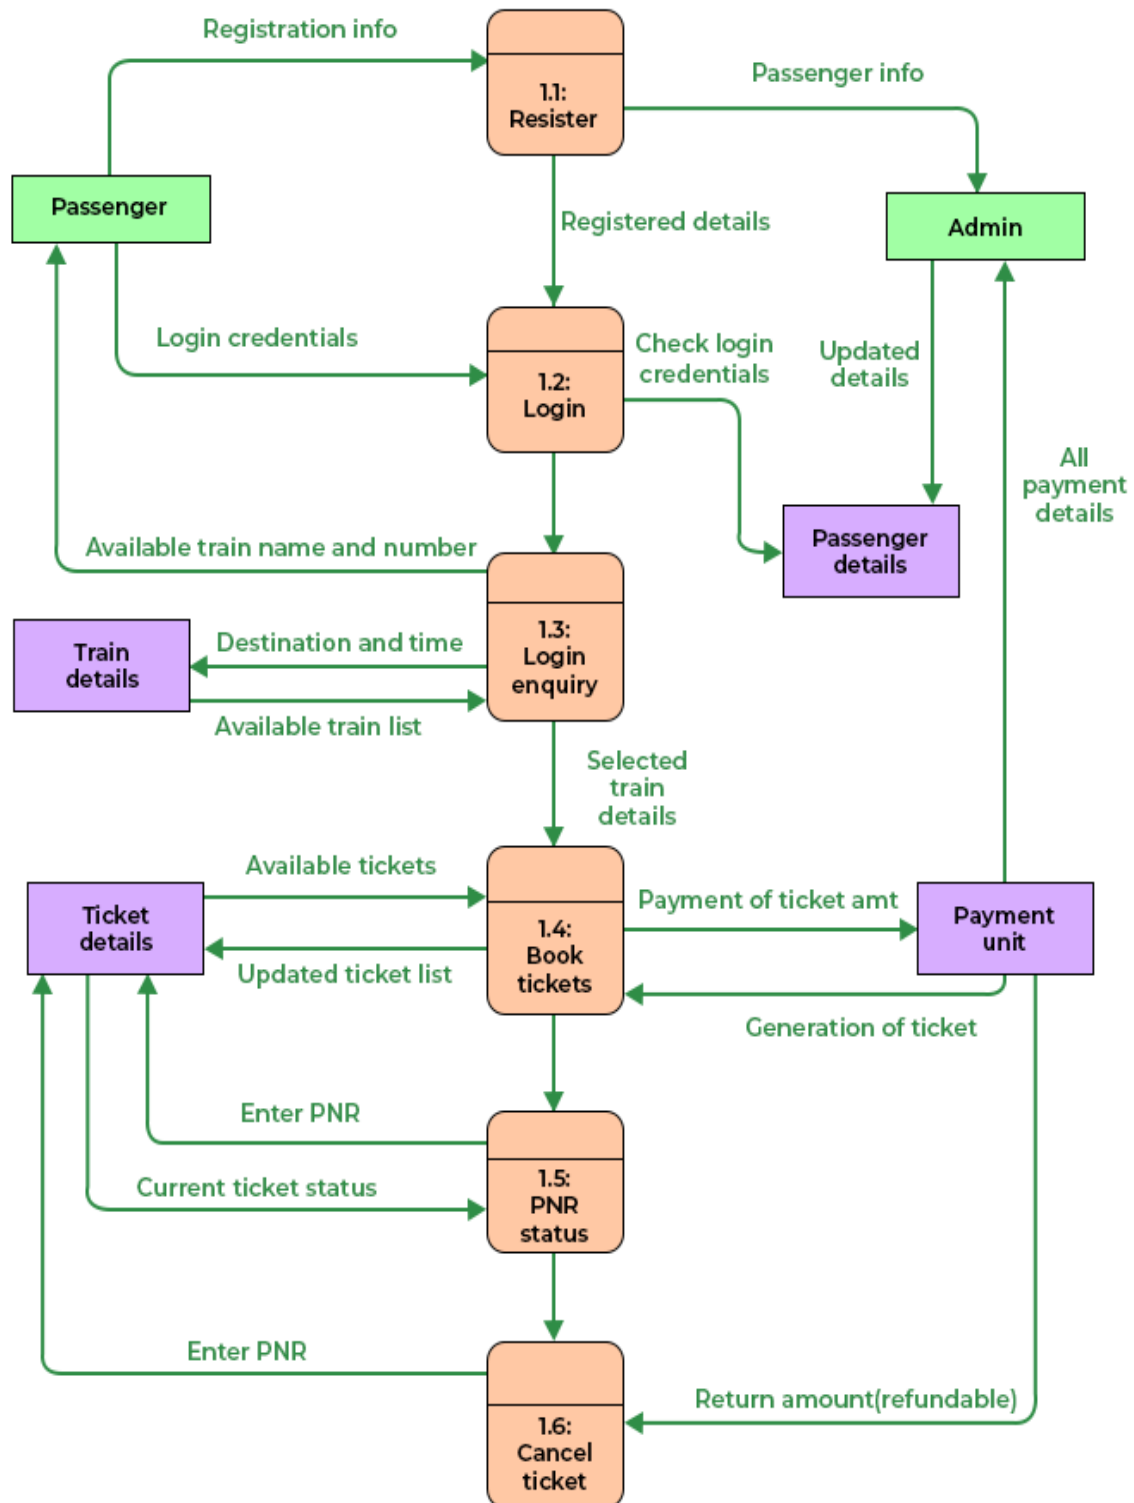 Registration info
1.1:
Resister
Passenger info
Passenger
Admin
Registered details
Login credentials
1.2:
Login
Check login
credentials
Updated
details
All
payment
details
Passenger
details
Available train name and number
1.3:
Login
enquiry
Train
details
Destination and time
Available train list
Selected
train
details
Available tickets
Ticket
details
Updated ticket list
1.4:
Book
tickets
Payment of ticket amt
Payment
unit
Generation of ticket
Enter PNR
Current ticket status
1.5:
PNR
status
Enter PNR
Return amount(refundable)
1.6:
Cancel
ticket